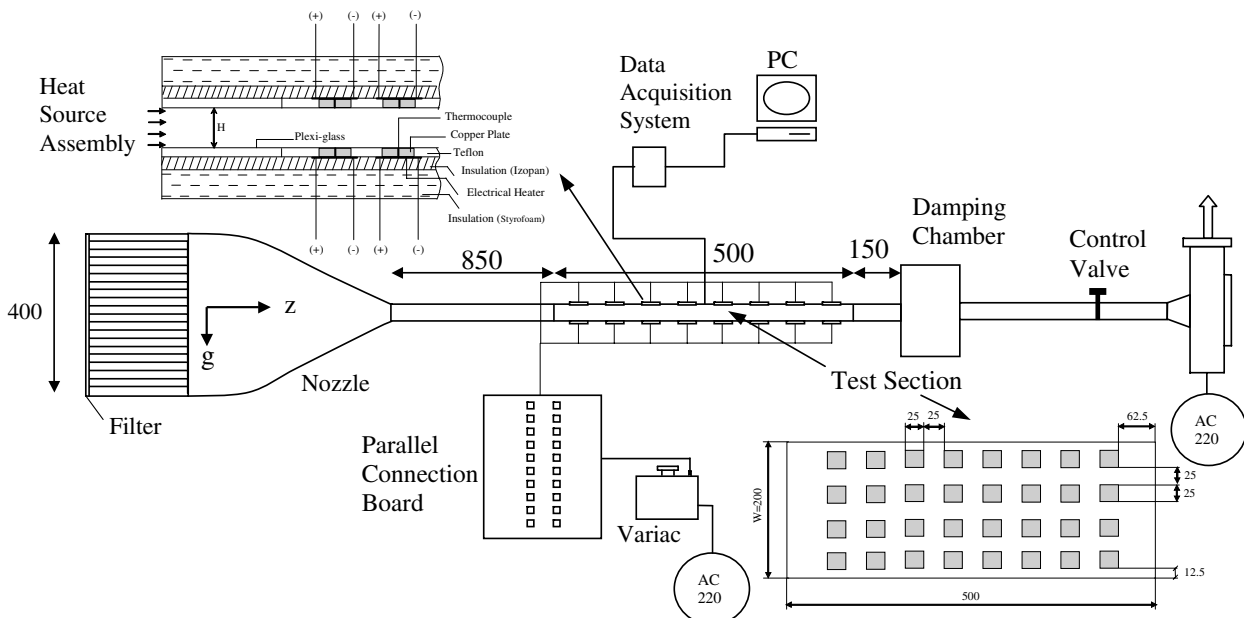 (+) (-) (+) (-)
Heat
Source
Assembly
H
Plexi-glass
Thermocouple
Copper Plate
Teflon
Insulation (Izopan)
Electrical Heater
Insulation (Styrofoam)
(+) (-) (+) (-)
Data
Acquisition
System
PC
Damping
Chamber
Control
Valve
850
500
150
400
z
g
Nozzle
Filter
Test Section
Parallel
Connection
Board
Variac
AC
220
AC
220
25
25
62.5
25
25
W=200
12.5
500